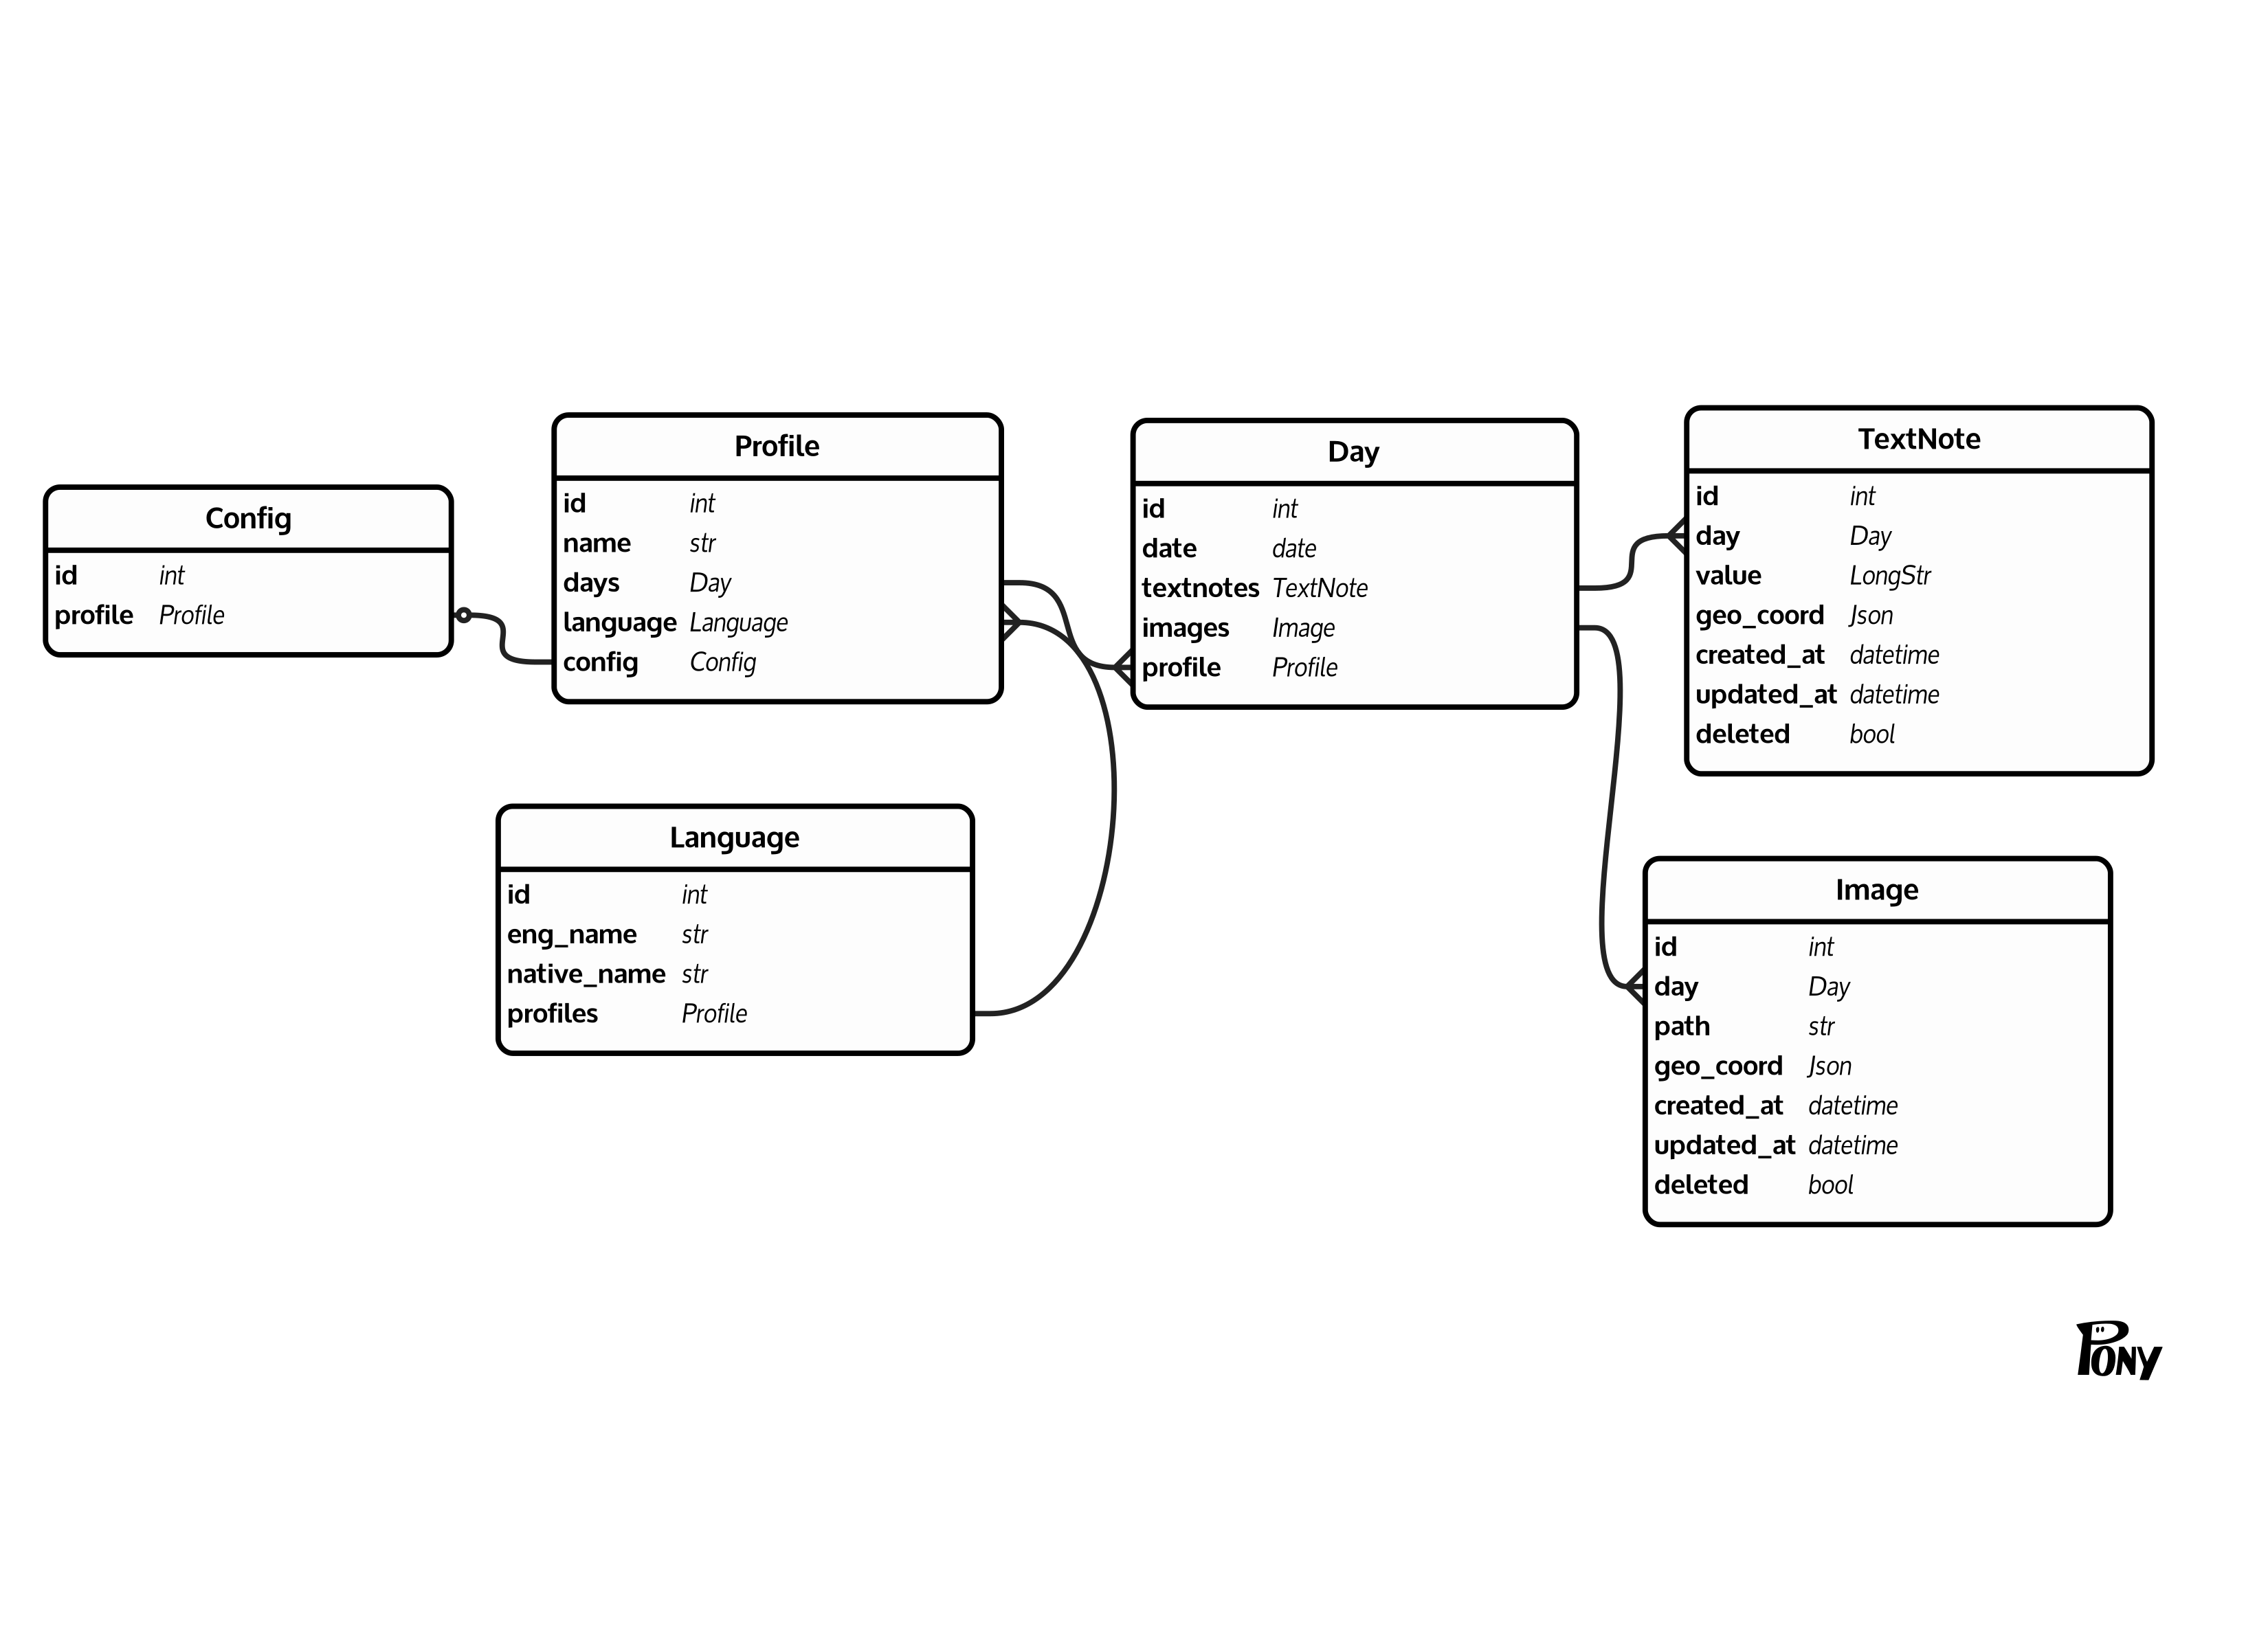 Config
id int
profile Profile
Profile
id int
name str
days Day
language Language
config Config
Language
id int
eng_name str
native_name str
profiles Profile
Day
id int
date date
textnotes TextNote
images Image
profile Profile
TextNote
id int
day Day
value LongStr
geo_coord Json
created_at datetime
updated_at datetime
deleted bool
Image
id int
day Day
path str
geo_coord Json
created_at datetime
updated_at datetime
deleted bool
PONY